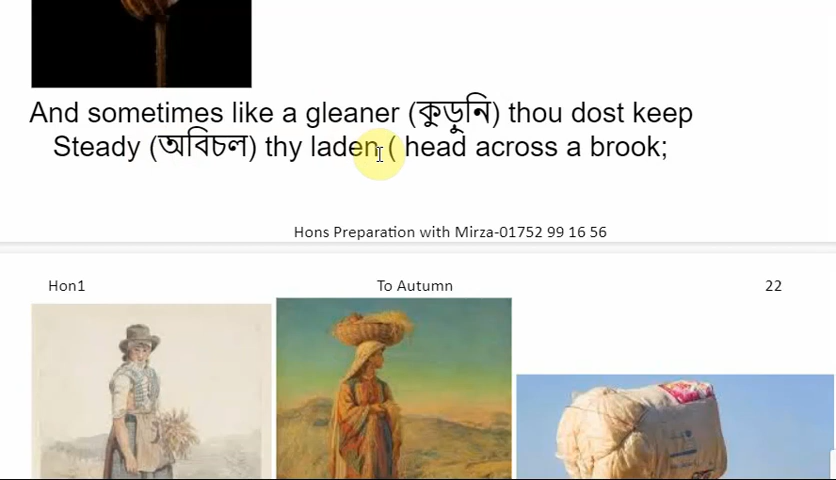 And sometimes like a gleaner (কুড়ুনি) thou dost keep
Steady (অবিচল) thy laden ( head across a brook;
Hons Preparation with Mirza-01752 99 16 56
Hon1 To Autumn 22